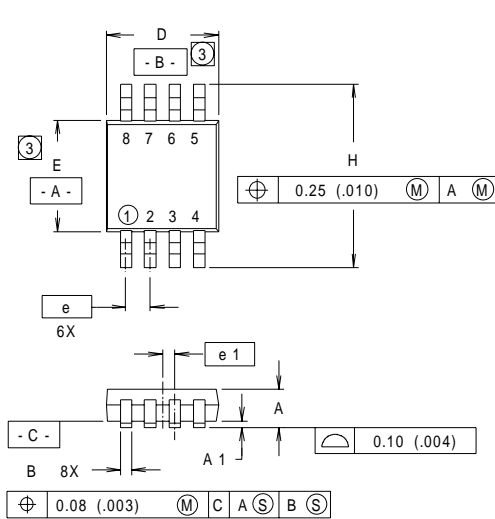 D
- B - 3
8 7 6 5
3
E
- A -
H
⌖ 0.25 (.010) Ⓜ A Ⓜ
① 2 3 4
e
6X
e 1
A
- C -
A 1
⌓ 0.10 (.004)
B 8X
⌖ 0.08 (.003) Ⓜ C A Ⓢ B Ⓢ